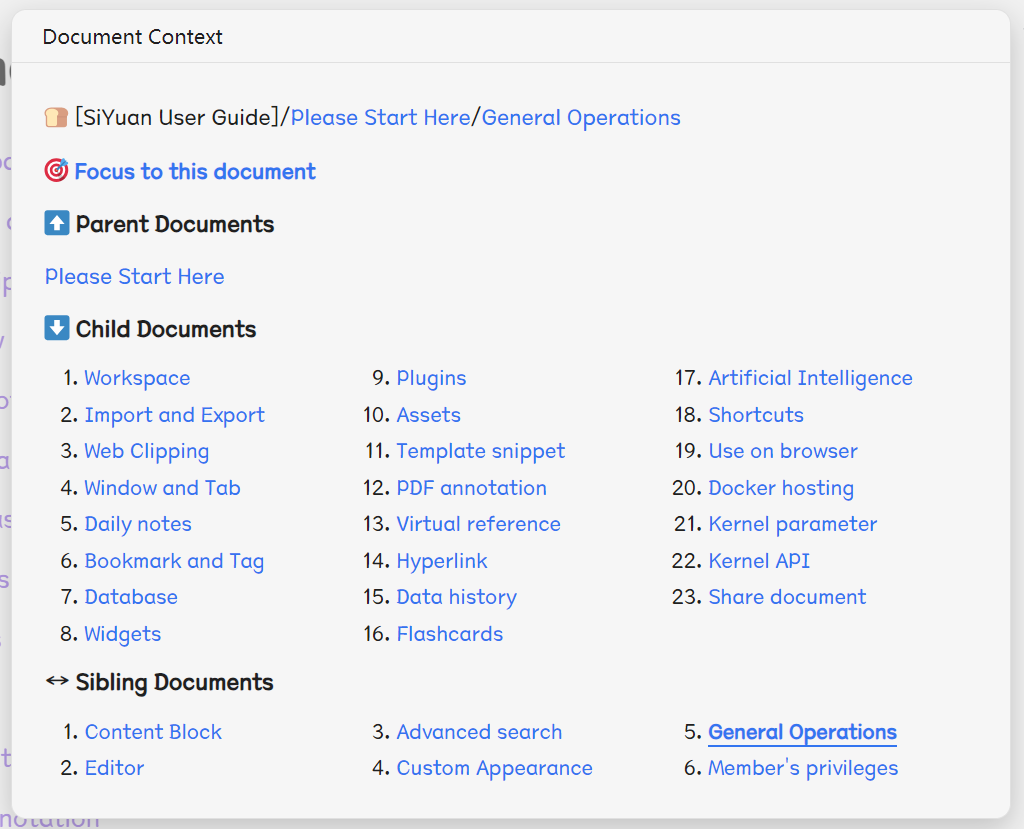 Document Context
[SiYuan User Guide]/Please Start Here/General Operations
Focus to this document
Parent Documents
Please Start Here
Child Documents
1. Workspace
2. Import and Export
3. Web Clipping
4. Window and Tab
5. Daily notes
6. Bookmark and Tag
7. Database
8. Widgets
9. Plugins
10. Assets
11. Template snippet
12. PDF annotation
13. Virtual reference
14. Hyperlink
15. Data history
16. Flashcards
17. Artificial Intelligence
18. Shortcuts
19. Use on browser
20. Docker hosting
21. Kernel parameter
22. Kernel API
23. Share document
Sibling Documents
1. Content Block
2. Editor
3. Advanced search
4. Custom Appearance
5. General Operations
6. Member's privileges